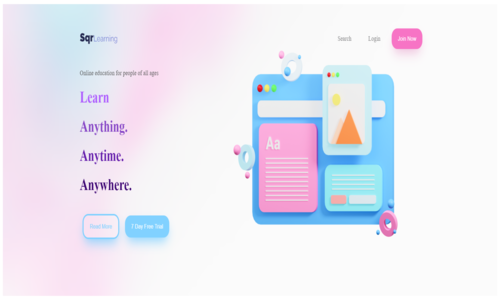 SqrLearning
Search
Login
Join Now
Online education for people of all ages
Learn
Anything.
Anytime.
Anywhere.
Read More
7 Day Free Trial
Aa